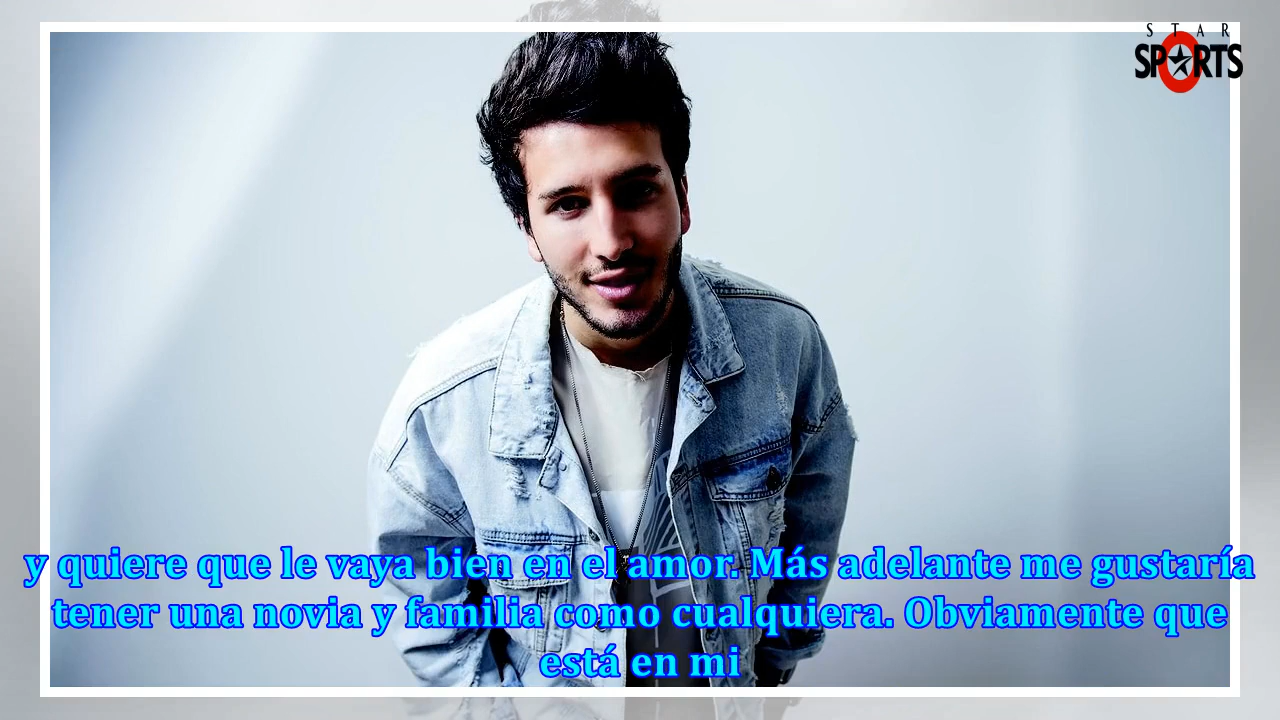 STAR
SPORTS
y quiere que le vaya bien en el amor. Más adelante me gustaría
tener una novia y familia como cualquiera. Obviamente que
está en mi